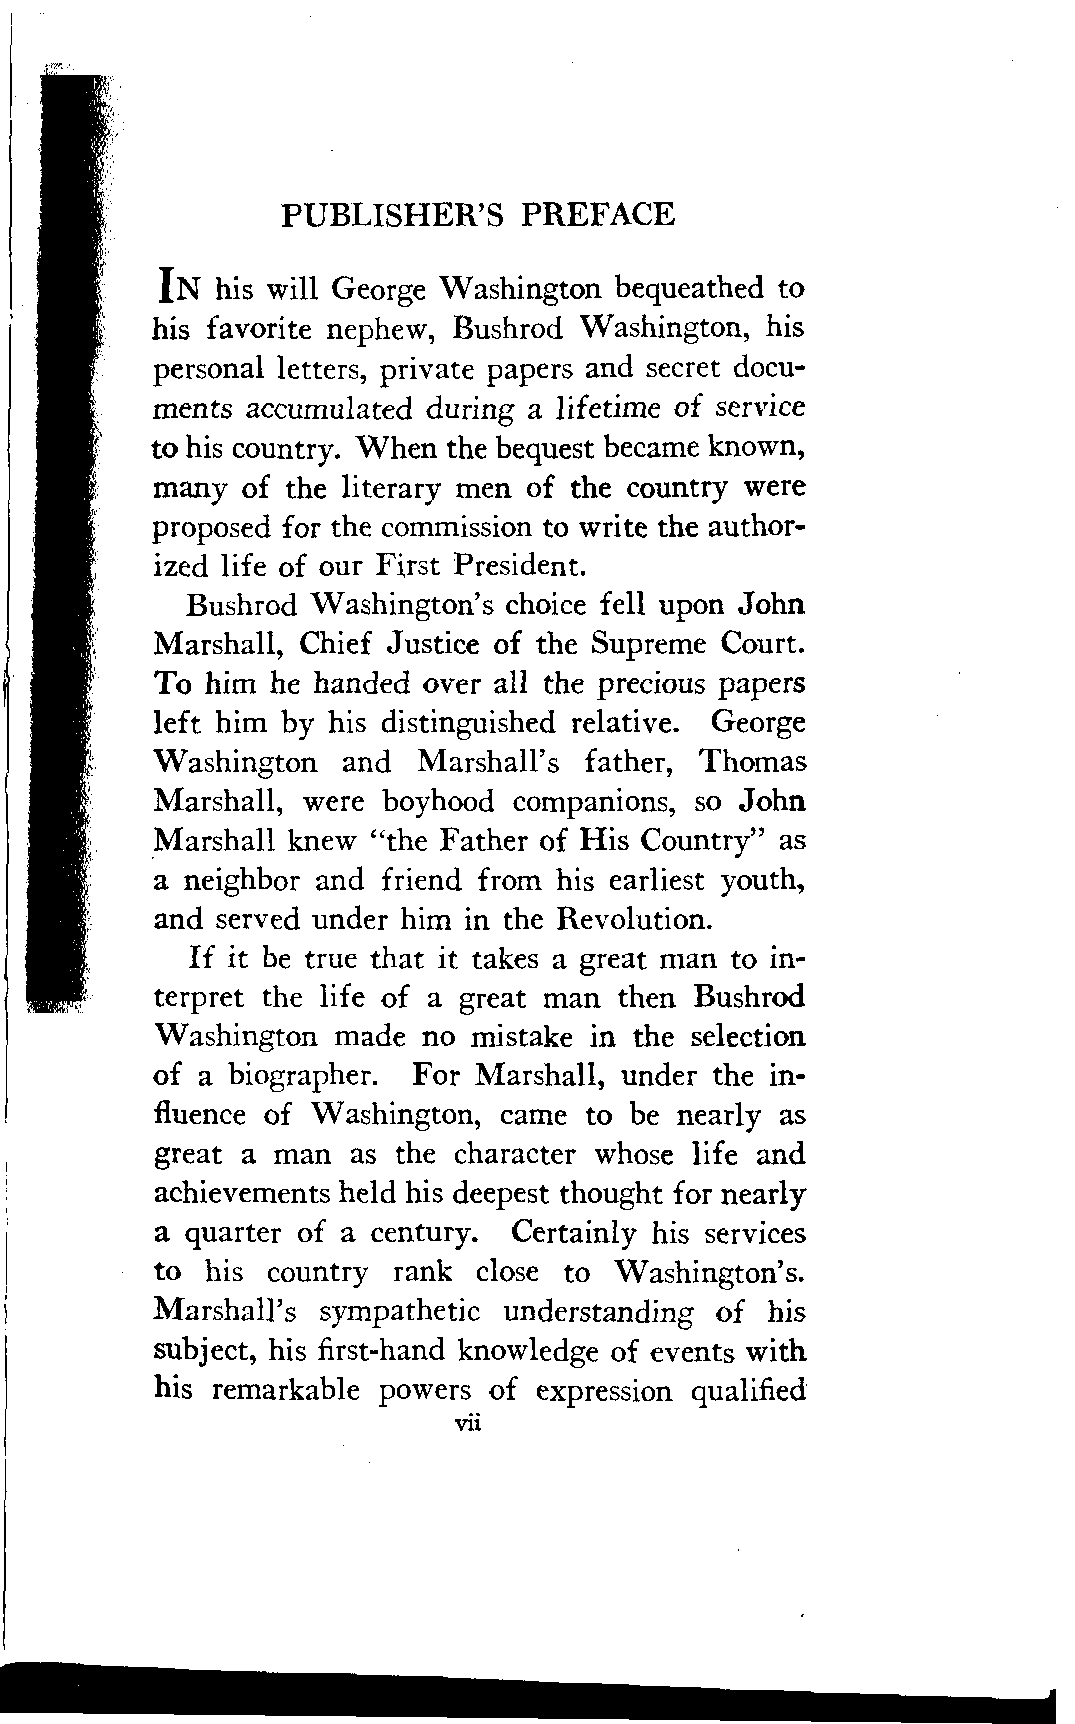 PUBLISHER'S PREFACE
IN his will George Washington bequeathed to
his favorite nephew, Bushrod Washington, his
personal letters, private papers and secret docu-
ments accumulated during a lifetime of service
to his country. When the bequest became known,
many of the literary men of the country were
proposed for the commission to write the author-
ized life of our First President.
Bushrod Washington's choice fell upon John
Marshall, Chief Justice of the Supreme Court.
To him he handed over all the precious papers
left him by his distinguished relative. George
Washington and Marshall's father, Thomas
Marshall, were boyhood companions, so John
Marshall knew "the Father of His Country" as
a neighbor and friend from his earliest youth,
and served under him in the Revolution.
If it be true that it takes a great man to in-
terpret the life of a great man then Bushrod
Washington made no mistake in the selection
of a biographer. For Marshall, under the in-
fluence of Washington, came to be nearly as
great a man as the character whose life and
achievements held his deepest thought for nearly
a quarter of a century. Certainly his services
to his country rank close to Washington's.
Marshall's sympathetic understanding of his
subject, his first-hand knowledge of events with
his remarkable powers of expression qualified
vii